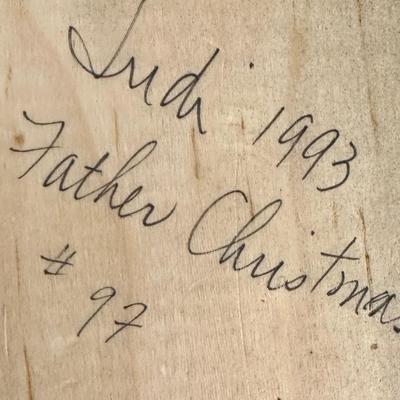 Judi 1993
Father Christmas
# 97